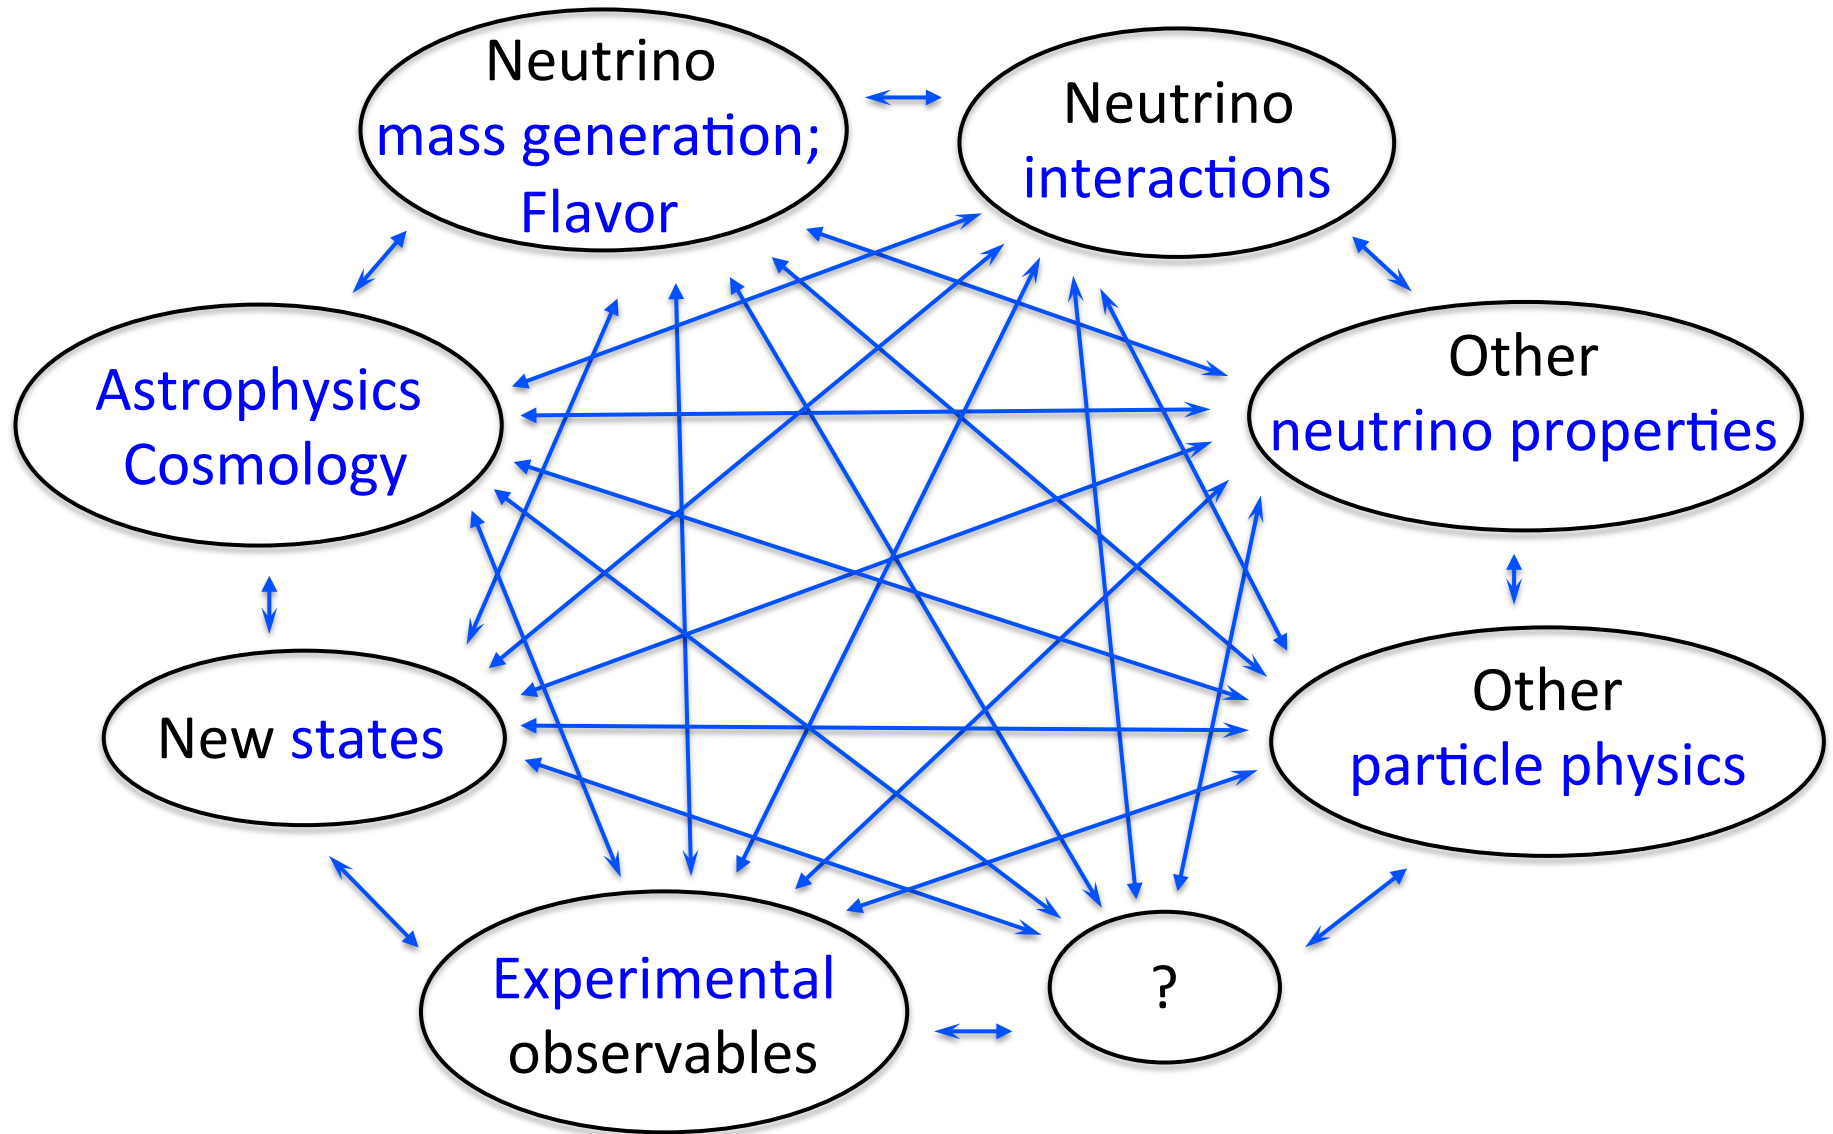 Neutrino
mass generation;
Flavor
Neutrino
interactions
Astrophysics
Cosmology
Other
neutrino properties
New states
Other
particle physics
Experimental
observables
?